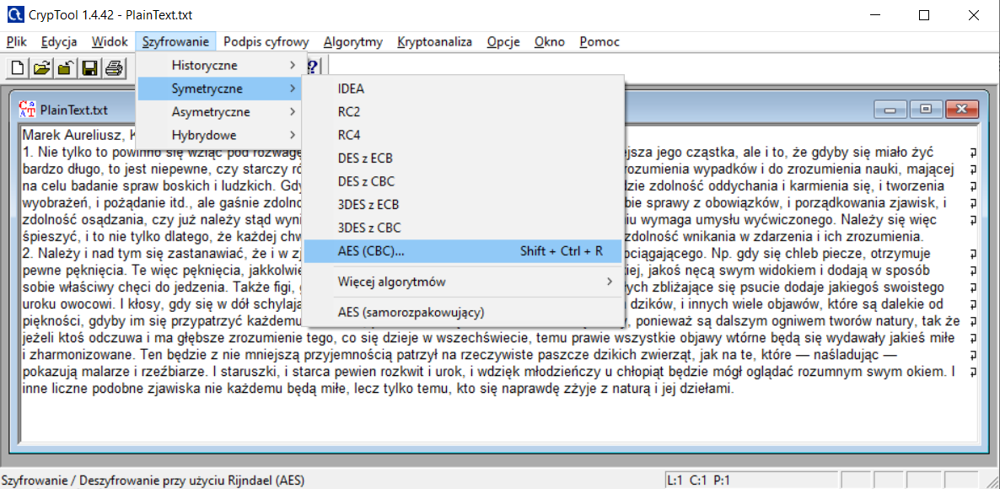 CrypTool 1.4.42 - PlainText.txt
Plik Edycja Widok Szyfrowanie Podpis cyfrowy Algorytmy Kryptoanaliza Opcje Okno Pomoc
Historyczne
Symetryczne
Asymetryczne
Hybrydowe
IDEA
RC2
RC4
DES z ECB
DES z CBC
3DES z ECB
3DES z CBC
AES (CBC)... Shift + Ctrl + R
Więcej algorytmów
AES (samorozpakowujący)
PlainText.txt
Marek Aureliusz,
1. Nie tylko to powinno się wziąć pod rozwagę jsza jego cząstka, ale i to, że gdyby się miało żyć
bardzo długo, to jest niepewne, czy starczy rozumienia wypadków i do zrozumienia nauki, mającej
na celu badanie spraw boskich i ludzkich. Gdy zie zdolność oddychania i karmienia się, i tworzenia
wyobrażeń, i pożądanie itd., ale gaśnie zdolno bie sprawy z obowiązków, i porządkowania zjawisk, i
zdolność osądzania, czy już należy stąd wyni iu wymaga umysłu wyćwiczonego. Należy się więc
śpieszyć, i to nie tylko dlatego, że każdej chw zdolność wnikania w zdarzenia i ich zrozumienia.
2. Należy i nad tym się zastanawiać, że i w zj ociągającego. Np. gdy się chleb piecze, otrzymuje
pewne pęknięcia. Te więc pęknięcia, jakkolwie iej, jakoś nęcą swym widokiem i dodają w sposób
sobie właściwy chęci do jedzenia. Także figi, ych zbliżające się psucie dodaje jakiegoś swoistego
uroku owocowi. I kłosy, gdy się w dół schylaja dzików, i innych wiele objawów, które są dalekie od
piękności, gdyby im się przypatrzyć każdemu y, ponieważ są dalszym ogniwem tworów natury, tak że
jeżeli ktoś odczuwa i ma głębsze zrozumienie tego, co się dzieje w wszechświecie, temu prawie wszystkie objawy wtórne będą się wydawały jakieś miłe
i zharmonizowane. Ten będzie z nie mniejszą przyjemnością patrzył na rzeczywiste paszcze dzikich zwierząt, jak na te, które — naśladując —
pokazują malarze i rzeźbiarze. I staruszki, i starca pewien rozkwit i urok, i wdzięk młodzieńczy u chłopiąt będzie mógł oglądać rozumnym swym okiem. I
inne liczne podobne zjawiska nie każdemu będą miłe, lecz tylko temu, kto się naprawdę zżyje z naturą i jej dziełami.
Szyfrowanie / Deszyfrowanie przy użyciu Rijndael (AES) L:1 C:1 P:1